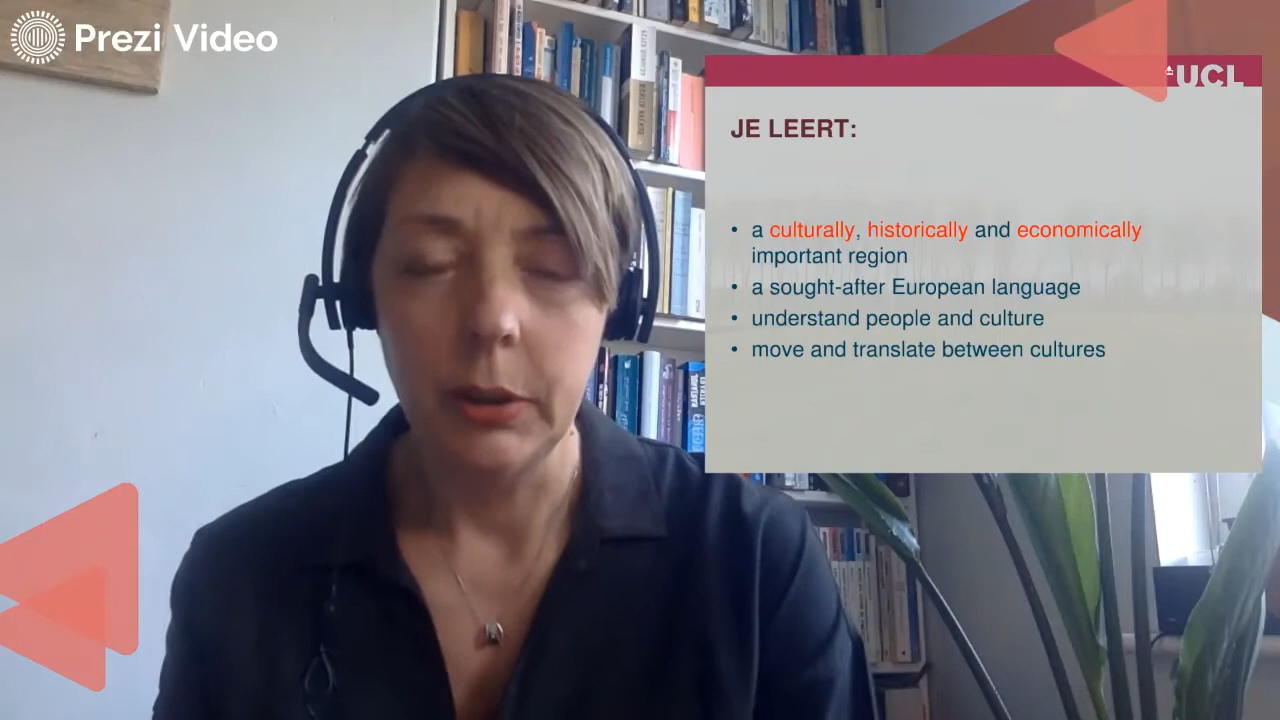 Prezi Video
UCL
JE LEERT:
• a culturally, historically and economically
important region
• a sought-after European language
• understand people and culture
• move and translate between cultures